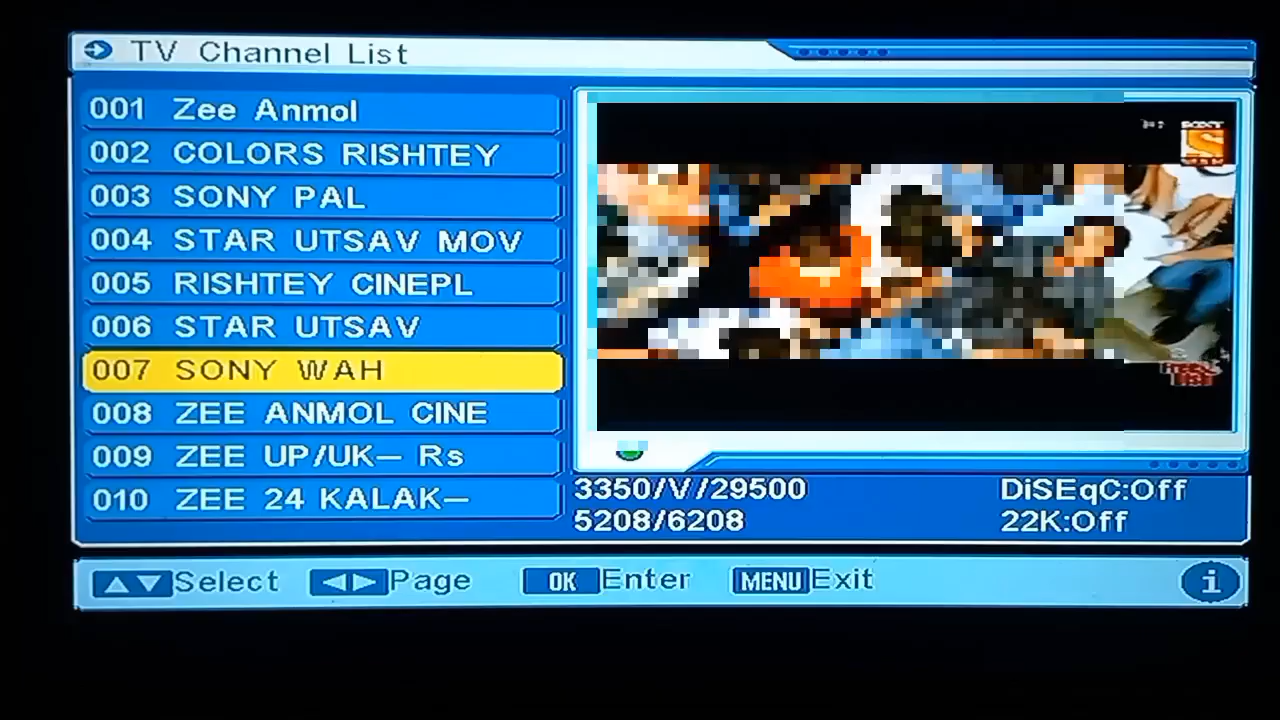 TV Channel List
001 Zee Anmol
002 COLORS RISHTEY
003 SONY PAL
004 STAR UTSAV MOV
005 RISHTEY CINEPL
006 STAR UTSAV
007 SONY WAH
008 ZEE ANMOL CINE
009 ZEE UP/UK– Rs
010 ZEE 24 KALAK–
SONY
S
3350/V/29500
DiSEqC:Off
5208/6208
22K:Off
Select
Page
OK Enter
MENU Exit
i